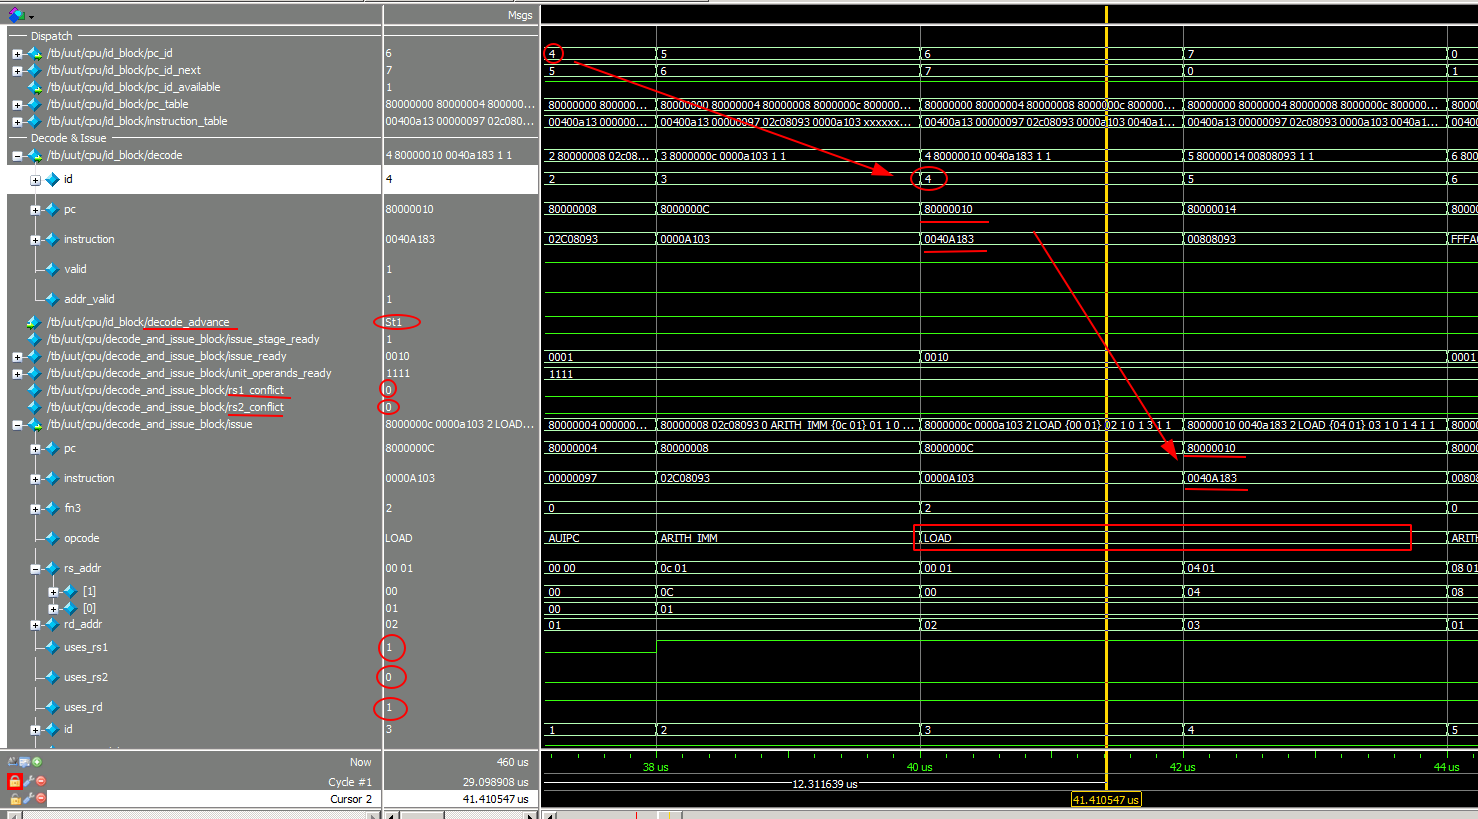 Msgs
Dispatch
/tb/uut/cpu/id_block/pc_id 6 4 5 6 7 0
/tb/uut/cpu/id_block/pc_id_next 7 5 6 7 0 1
/tb/uut/cpu/id_block/pc_id_available 1
/tb/uut/cpu/id_block/pc_table 80000000 80000004 800000... 80000000 800000... 80000000 80000004 80000008 8000000c 800000... 80000000 80000004 80000008 8000000c 800000... 80000000 80000004 80000008 8000000c 800000... 80000
/tb/uut/cpu/id_block/instruction_table 00400a13 00000097 02c080... 00400a13 000000... 00400a13 00000097 02c08093 0000a103 xxxxxx... 00400a13 00000097 02c08093 0000a103 0040a1... 00400a13 00000097 02c08093 0000a103 0040a1... 00400
Decode & Issue
/tb/uut/cpu/id_block/decode 4 80000010 0040a183 1 1 2 80000008 02c08... 3 8000000c 0000a103 1 1 4 80000010 0040a183 1 1 5 80000014 00808093 1 1 6 800
id 4 2 3 4 5 6
pc 80000010 80000008 8000000C 80000010 80000014 80000
instruction 0040A183 02C08093 0000A103 0040A183 00808093 FFFA
valid 1
addr_valid 1
/tb/uut/cpu/id_block/decode_advance St1
/tb/uut/cpu/decode_and_issue_block/issue_stage_ready 1
/tb/uut/cpu/decode_and_issue_block/issue_ready 0010 0001 0010 0001
/tb/uut/cpu/decode_and_issue_block/unit_operands_ready 1111 1111
/tb/uut/cpu/decode_and_issue_block/rs1_conflict 0
/tb/uut/cpu/decode_and_issue_block/rs2_conflict 0
/tb/uut/cpu/decode_and_issue_block/issue 8000000c 0000a103 2 LOAD... 80000004 000000... 80000008 02c08093 0 ARITH_IMM {0c 01} 01 1 0 ... 8000000c 0000a103 2 LOAD {00 01} 02 1 0 1 3 1 1 80000010 0040a183 2 LOAD {04 01} 03 1 0 1 4 1 1 80000
pc 8000000C 80000004 80000008 8000000C 80000010 80000
instruction 0000A103 00000097 02C08093 0000A103 0040A183 00808
fn3 2 0 2 0
opcode LOAD AUIPC ARITH_IMM LOAD ARITH
rs_addr 00 01 00 00 0c 01 00 01 04 01 08 01
[1] 00 00 0C 00 04 08
[0] 01 00 01
rd_addr 02 01 02 03 01
uses_rs1 1
uses_rs2 0
uses_rd 1
id 3 1 2 3 4 5
Now 460 us 38 us 40 us 42 us 44 us
Cycle #1 29.098908 us 12.311639 us
Cursor 2 41.410547 us 41.410547 us